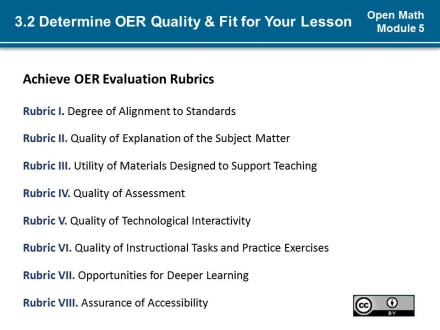 3.2 Determine OER Quality & Fit for Your Lesson
Open Math
Module 5
Achieve OER Evaluation Rubrics
Rubric I. Degree of Alignment to Standards
Rubric II. Quality of Explanation of the Subject Matter
Rubric III. Utility of Materials Designed to Support Teaching
Rubric IV. Quality of Assessment
Rubric V. Quality of Technological Interactivity
Rubric VI. Quality of Instructional Tasks and Practice Exercises
Rubric VII. Opportunities for Deeper Learning
Rubric VIII. Assurance of Accessibility
cc
BY